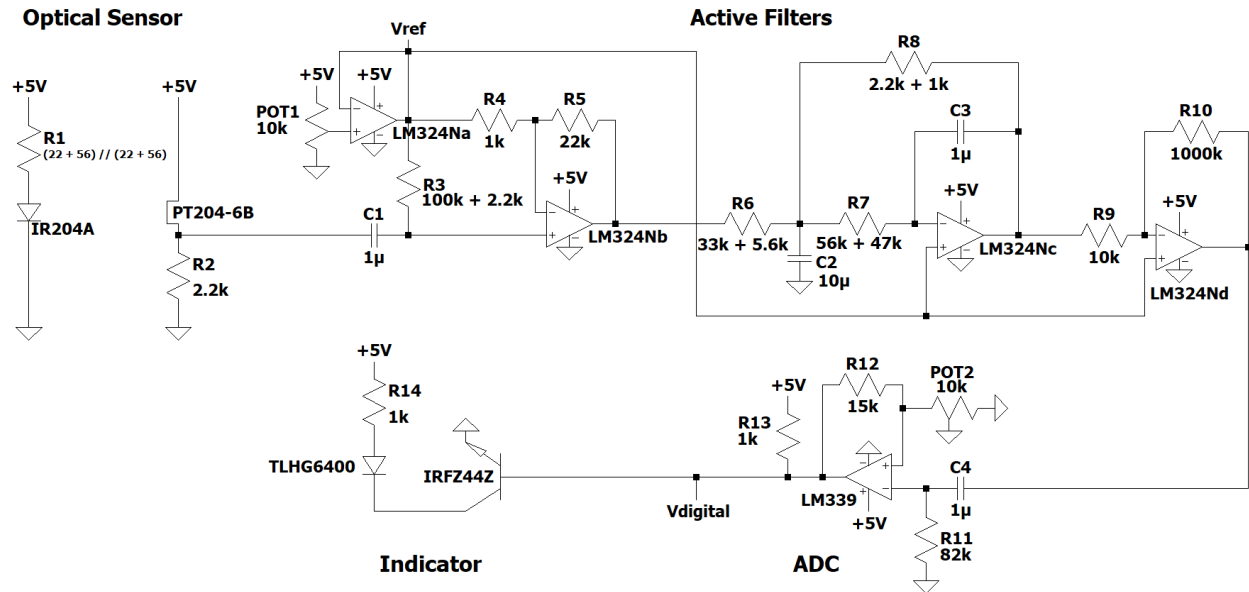 Optical Sensor
Active Filters
Vref
+5V
R1
(22 + 56) // (22 + 56)
IR204A
+5V
PT204-6B
R2
2.2k
+5V
POT1
10k
+5V
LM324Na
R4
1k
R5
22k
R3
100k + 2.2k
C1
1µ
+5V
LM324Nb
R6
33k + 5.6k
R8
2.2k + 1k
R7
56k + 47k
C2
10µ
C3
1µ
+5V
LM324Nc
R9
10k
R10
1000k
+5V
LM324Nd
+5V
R14
1k
TLHG6400
IRFZ44Z
Vdigital
+5V
R13
1k
R12
15k
POT2
10k
LM339
+5V
C4
1µ
R11
82k
Indicator
ADC